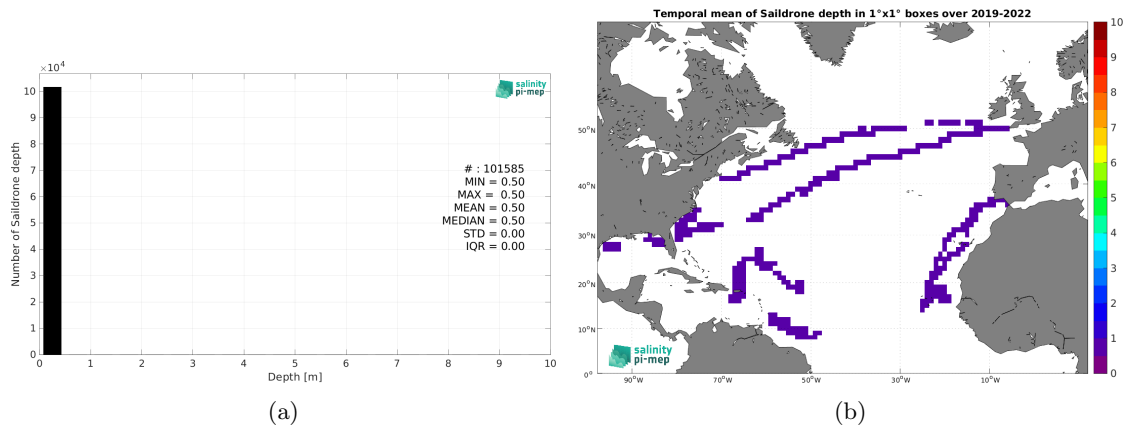 ×10⁴
10
9
8
7
6
5
4
3
2
1
0
Number of Saildrone depth
salinity
pi-mep
# : 101585
MIN = 0.50
MAX = 0.50
MEAN = 0.50
MEDIAN = 0.50
STD = 0.00
IQR = 0.00
0 1 2 3 4 5 6 7 8 9 10
Depth [m]
(a)
Temporal mean of Saildrone depth in 1°x1° boxes over 2019-2022
50°N
40°N
30°N
20°N
10°N
0°
90°W 70°W 50°W 30°W 10°W
salinity
pi-mep
10
9
8
7
6
5
4
3
2
1
0
(b)